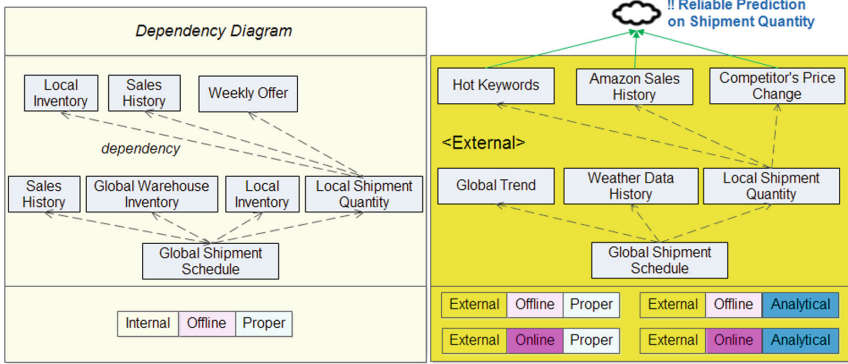 Dependency Diagram
Local
Inventory
Sales
History
Weekly Offer
dependency
Sales
History
Global Warehouse
Inventory
Local
Inventory
Local Shipment
Quantity
Global Shipment
Schedule
Internal
Offline
Proper
!! Reliable Prediction
on Shipment Quantity
Hot Keywords
Amazon Sales
History
Competitor's Price
Change
<External>
Global Trend
Weather Data
History
Local Shipment
Quantity
Global Shipment
Schedule
External
Offline
Proper
External
Offline
Analytical
External
Online
Proper
External
Online
Analytical